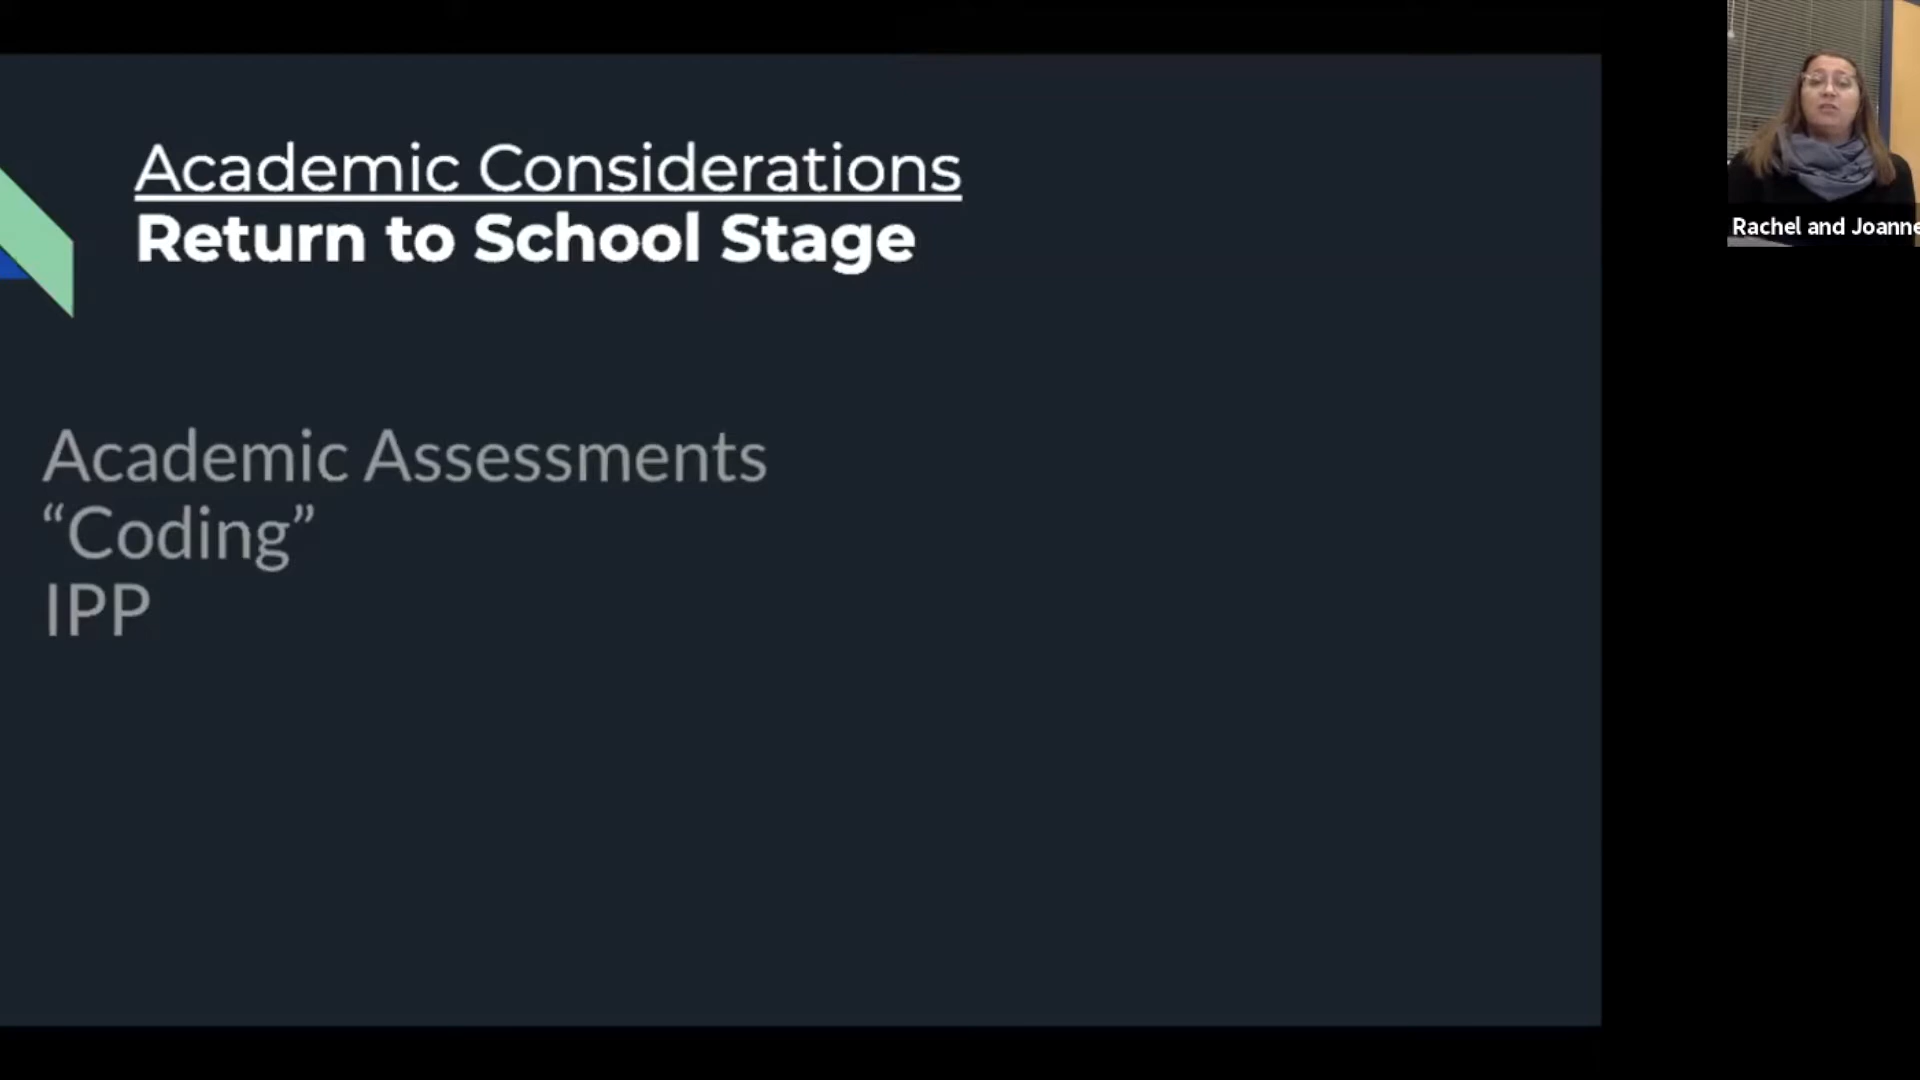 Academic Considerations
Return to School Stage
Academic Assessments
“Coding”
IPP
Rachel and Joanne